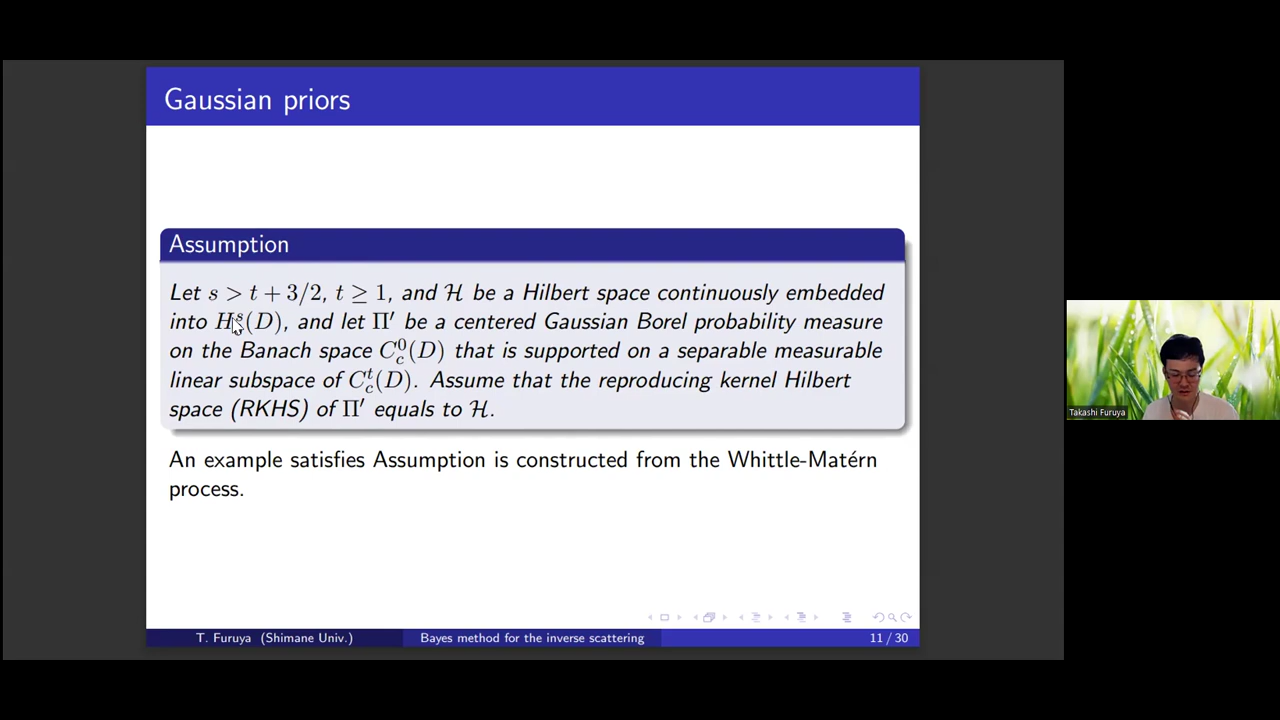 Gaussian priors
Assumption
Let s > t + 3/2, t ≥ 1, and ℋ be a Hilbert space continuously embedded
into H^s_c(D), and let Π′ be a centered Gaussian Borel probability measure
on the Banach space C^0_c(D) that is supported on a separable measurable
linear subspace of C^t_c(D). Assume that the reproducing kernel Hilbert
space (RKHS) of Π′ equals to ℋ.
An example satisfies Assumption is constructed from the Whittle-Matérn
process.
Takashi Furuya
T. Furuya (Shimane Univ.)
Bayes method for the inverse scattering
11 / 30